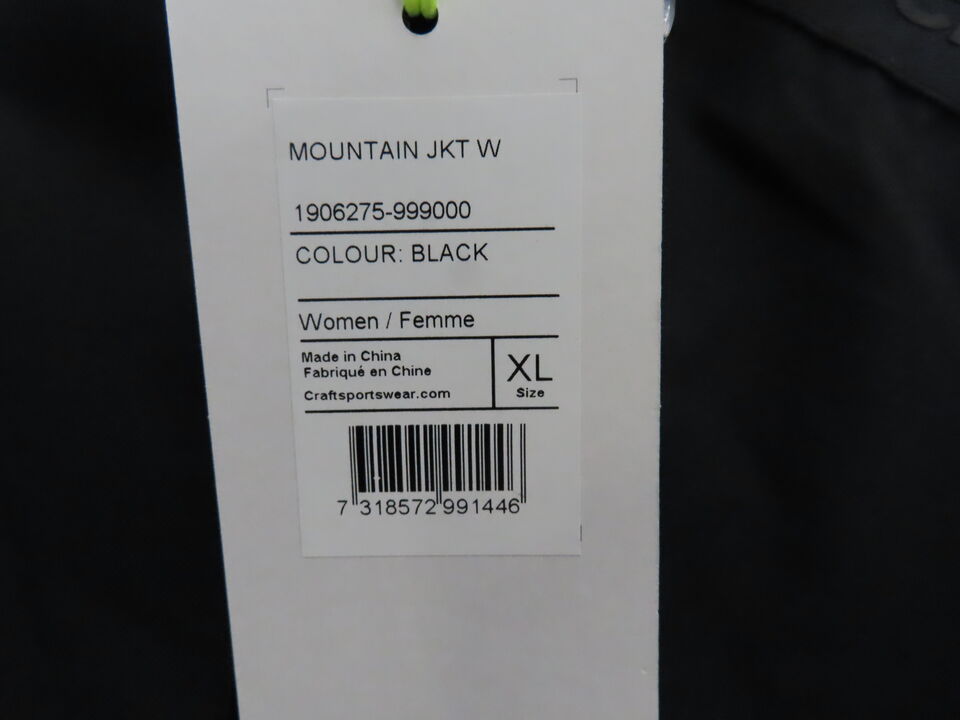 MOUNTAIN JKT W
1906275-999000
COLOUR: BLACK
Women / Femme
Made in China
Fabriqué en Chine
Craftsportswear.com
XL
Size
7 318572 991446